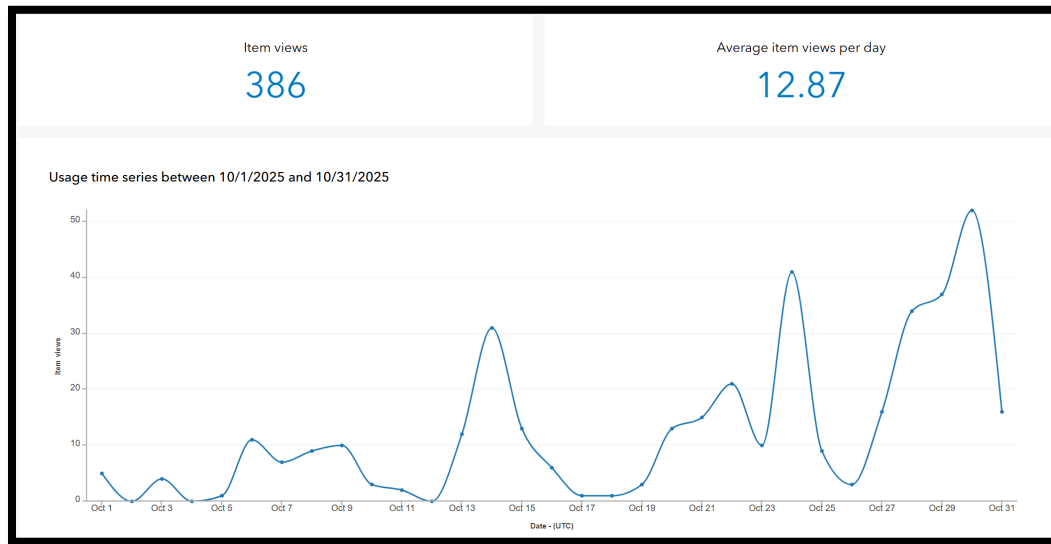 Item views
386
Average item views per day
12.87
Usage time series between 10/1/2025 and 10/31/2025
50
40
30
20
10
0
Item views
Oct 1
Oct 3
Oct 5
Oct 7
Oct 9
Oct 11
Oct 13
Oct 15
Oct 17
Oct 19
Oct 21
Oct 23
Oct 25
Oct 27
Oct 29
Oct 31
Date - (UTC)